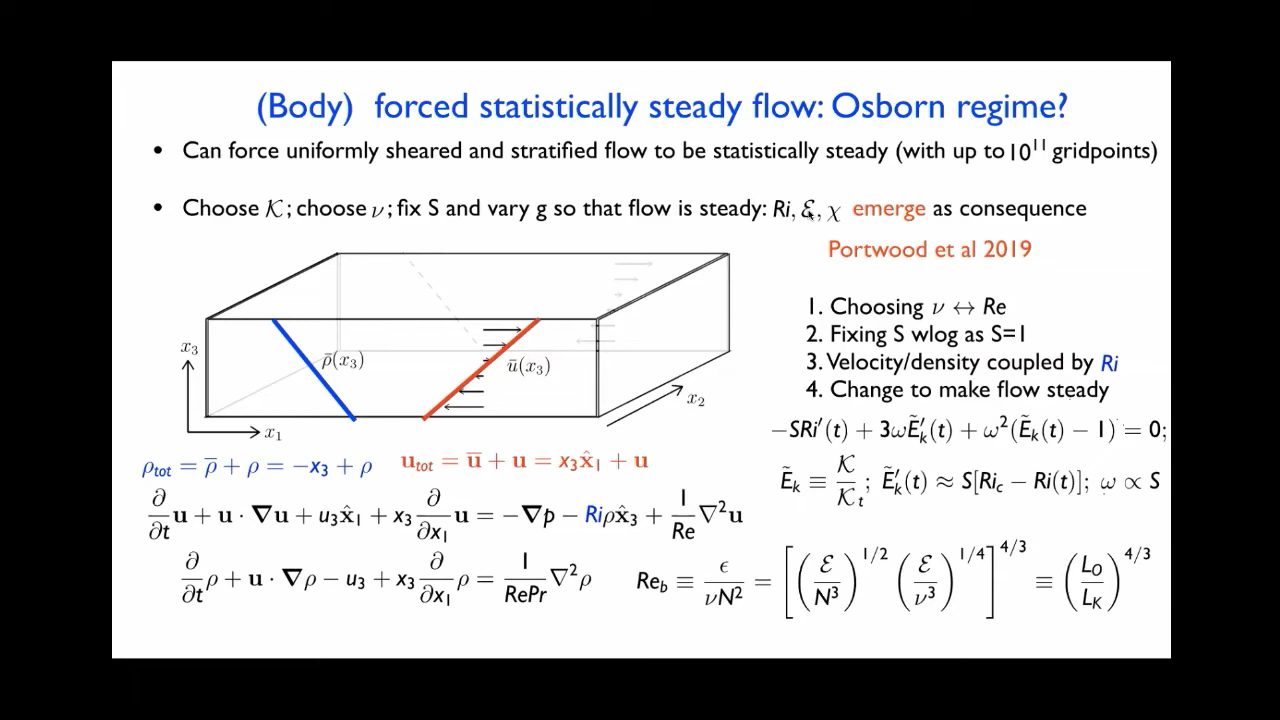 (Body) forced statistically steady flow: Osborn regime?
• Can force uniformly sheared and stratified flow to be statistically steady (with up to 10^11 gridpoints)
• Choose 𝒦; choose ν; fix S and vary g so that flow is steady: Ri, ℰ, χ emerge as consequence
Portwood et al 2019
1. Choosing ν ↔ Re
2. Fixing S wlog as S=1
3. Velocity/density coupled by Ri
4. Change to make flow steady
x₃
ρ̄(x₃)
ū(x₃)
x₂
x₁
−SRi′(t) + 3ωẼ′ₖ(t) + ω²(Ẽₖ(t) − 1) = 0;
Ẽₖ ≡ 𝒦/𝒦ₜ; Ẽ′ₖ(t) ≈ S[Ri_c − Ri(t)]; ω ∝ S
ρ_tot = ρ̄ + ρ = −x₃ + ρ
u_tot = ū + u = x₃x̂₁ + u
∂/∂t u + u · ∇u + u₃x̂₁ + x₃ ∂/∂x₁ u = −∇p − Riρx̂₃ + 1/Re ∇²u
∂/∂t ρ + u · ∇ρ − u₃ + x₃ ∂/∂x₁ ρ = 1/RePr ∇²ρ
Re_b ≡ ϵ/νN² = [(ℰ/N³)^1/2 (ℰ/ν³)^1/4]^4/3 ≡ (L_O/L_K)^4/3